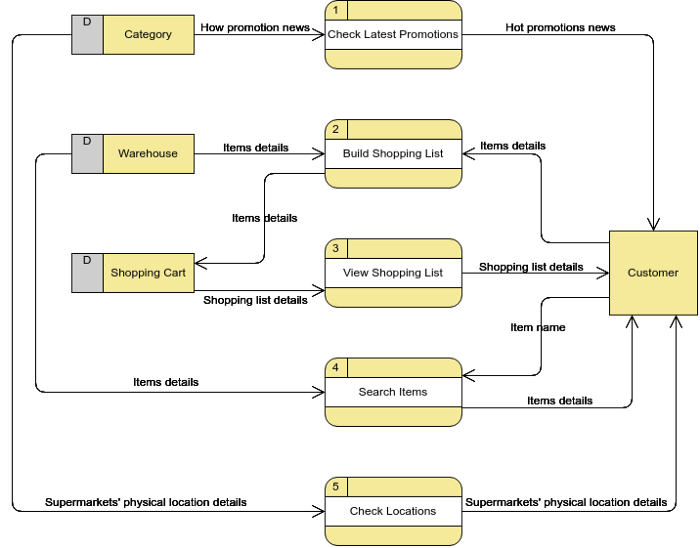 1
D
Category
How promotion news
Check Latest Promotions
Hot promotions news
2
D
Warehouse
Items details
Build Shopping List
Items details
Items details
3
D
Shopping Cart
View Shopping List
Shopping list details
Customer
Shopping list details
Item name
4
Items details
Search Items
Items details
5
Supermarkets' physical location details
Check Locations
Supermarkets' physical location details